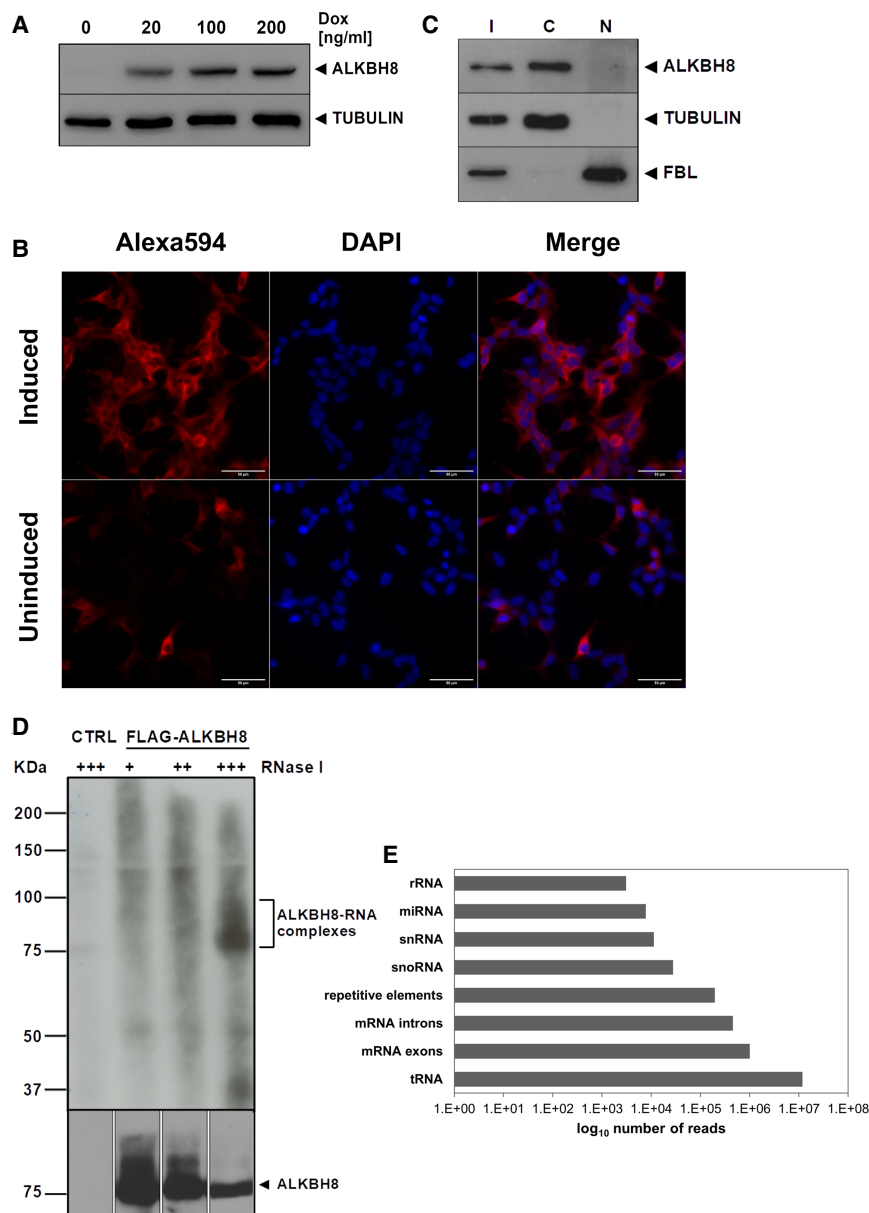 A
0 20 100 200 Dox [ng/ml]
◄ ALKBH8
◄ TUBULIN
C
I C N
◄ ALKBH8
◄ TUBULIN
◄ FBL
B
Alexa594 DAPI Merge
Induced
Uninduced
D
CTRL FLAG-ALKBH8
KDa +++ + ++ +++ RNase I
200
150
100
75
50
37
ALKBH8-RNA
complexes
75
◄ ALKBH8
E
rRNA
miRNA
snRNA
snoRNA
repetitive elements
mRNA introns
mRNA exons
tRNA
1.E+00 1.E+01 1.E+02 1.E+03 1.E+04 1.E+05 1.E+06 1.E+07 1.E+08
log₁₀ number of reads